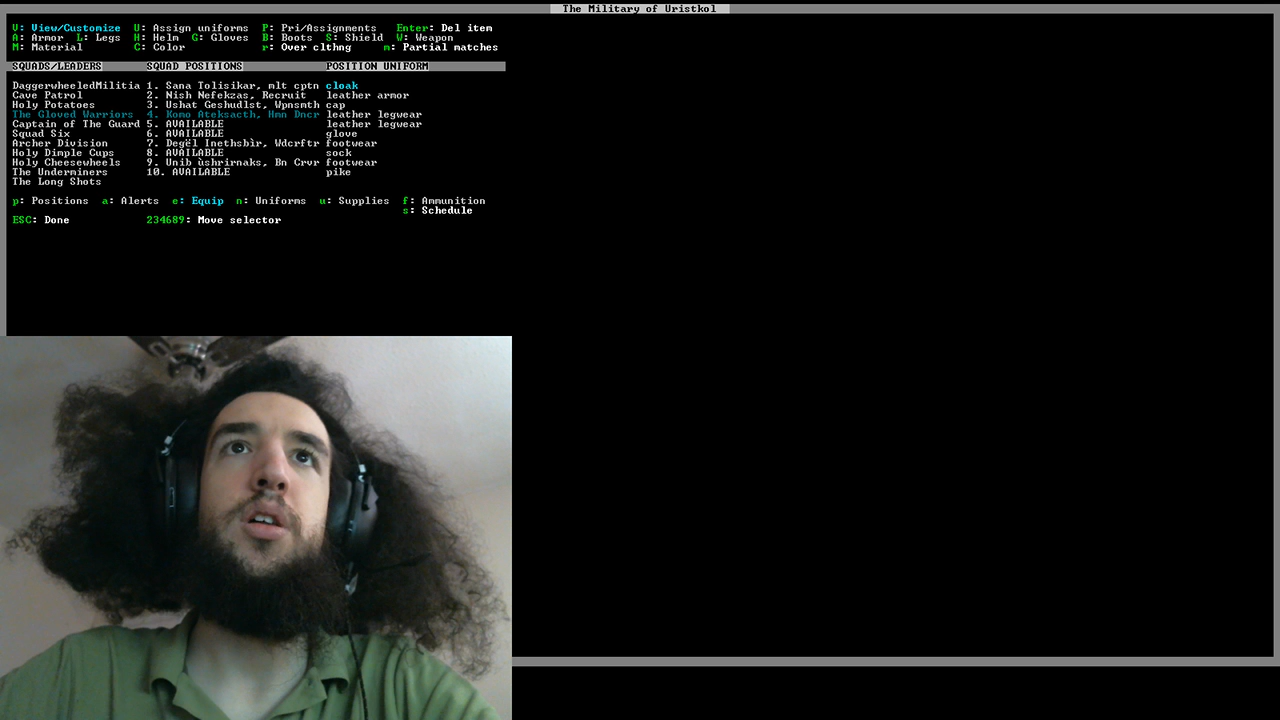 The Military of Uristkol
V: View/Customize U: Assign uniforms P: Pri/Assignments Enter: Del item
A: Armor L: Legs H: Helm G: Gloves B: Boots S: Shield W: Weapon
M: Material C: Color r: Over clthng m: Partial matches
SQUADS/LEADERS SQUAD POSITIONS POSITION UNIFORM
DaggerwheeledMilitia 1. Sana Tolisikar, mlt cptn cloak
Cave Patrol 2. Nish Nefekzas, Recruit leather armor
Holy Potatoes 3. Ushat Geshudlst, Wpnsmth cap
The Gloved Warriors 4. Komo Ateksacth, Hmn Dncr leather legwear
Captain of The Guard 5. AVAILABLE leather legwear
Squad Six 6. AVAILABLE glove
Archer Division 7. Degël Inethsbìr, Wdcrftr footwear
Holy Dimple Cups 8. AVAILABLE sock
Holy Cheesewheels 9. Unib ùshrirnaks, Bn Crvr footwear
The Underminers 10. AVAILABLE pike
The Long Shots
p: Positions a: Alerts e: Equip n: Uniforms u: Supplies f: Ammunition
s: Schedule
ESC: Done 234689: Move selector